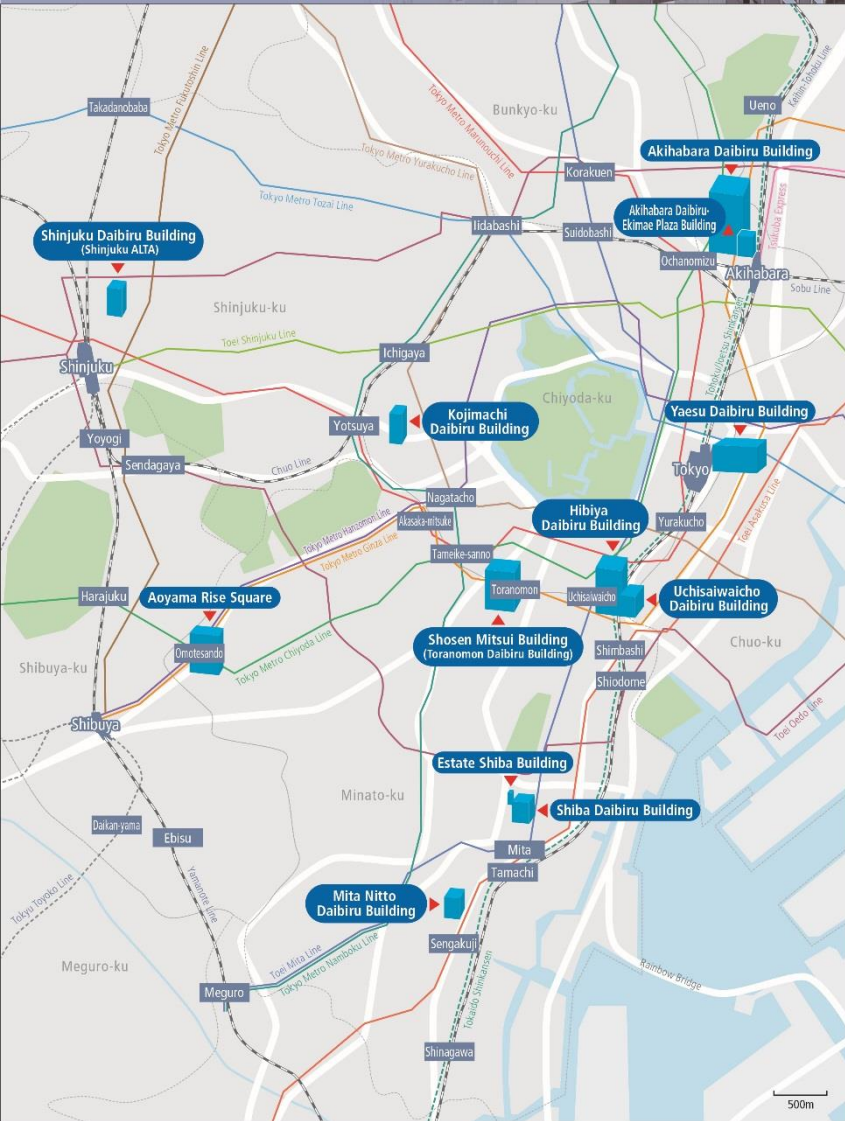 Takadanobaba
Tokyo Metro Fukutoshin Line
Tokyo Metro Marunouchi Line
Bunkyo-ku
Ueno
Keihin-Tohoku Line
Tokyo Metro Yurakucho Line
Korakuen
Akihabara Daibiru Building
Tokyo Metro Tozai Line
Akihabara Daibiru-
Ekimae Plaza Building
Tsukuba Express
Shinjuku Daibiru Building
(Shinjuku ALTA)
Iidabashi
Suidobashi
Ochanomizu
Akihabara
Sobu Line
Shinjuku-ku
Toei Shinjuku Line
Tohoku/Joetsu Shinkansen
Ichigaya
Shinjuku
Chiyoda-ku
Kojimachi
Daibiru Building
Yaesu Daibiru Building
Yotsuya
Yoyogi
Sendagaya
Chuo Line
Tokyo
Nagatacho
Toei Asakusa Line
Hibiya
Daibiru Building
Akasaka-mitsuke
Yurakucho
Tokyo Metro Hanzomon Line
Tokyo Metro Ginza Line
Tameike-sanno
Harajuku
Aoyama Rise Square
Toranomon
Uchisaiwaicho
Uchisaiwaicho
Daibiru Building
Shosen Mitsui Building
(Toranomon Daibiru Building)
Omotesando
Tokyo Metro Chiyoda Line
Shimbashi
Chuo-ku
Shibuya-ku
Shiodome
Shibuya
Toei Oedo Line
Estate Shiba Building
Minato-ku
Shiba Daibiru Building
Daikan-yama
Ebisu
Mita
Tamachi
Yamanote Line
Tokyu Toyoko Line
Mita Nitto
Daibiru Building
Sengakuji
Toei Mita Line
Tokyo Metro Namboku Line
Meguro-ku
Meguro
Tokaido Shinkansen
Rainbow Bridge
Shinagawa
500m